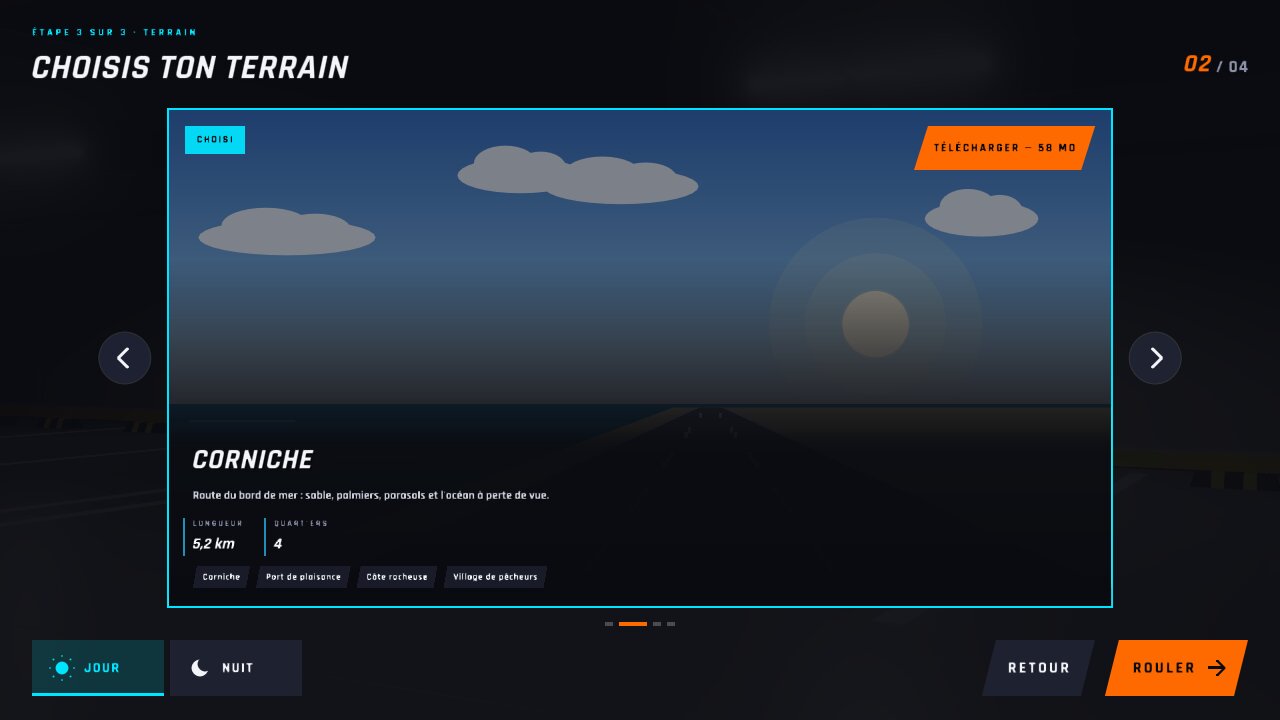 ÉTAPE 3 SUR 3 · TERRAIN
CHOISIS TON TERRAIN
02 / 04
CHOISI
TÉLÉCHARGER — 58 MO
CORNICHE
Route du bord de mer : sable, palmiers, parasols et l'océan à perte de vue.
LONGUEUR
QUARTIERS
5,2 km
4
Corniche
Port de plaisance
Côte rocheuse
Village de pêcheurs
JOUR
NUIT
RETOUR
ROULER